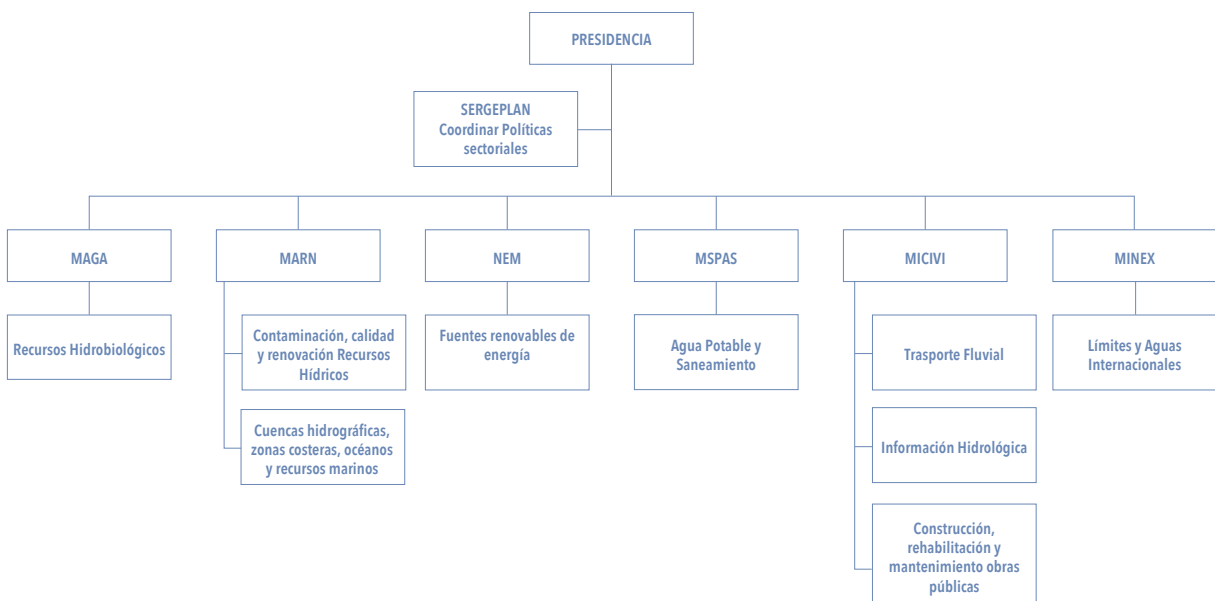 PRESIDENCIA
SERGEPLAN
Coordinar Políticas
sectoriales
MAGA
MARN
NEM
MSPAS
MICIVI
MINEX
Recursos Hidrobiológicos
Contaminación, calidad
y renovación Recursos
Hídricos
Cuencas hidrográficas,
zonas costeras, océanos
y recursos marinos
Fuentes renovables de
energía
Agua Potable y
Saneamiento
Trasporte Fluvial
Información Hidrológica
Construcción,
rehabilitación y
mantenimiento obras
públicas
Límites y Aguas
Internacionales